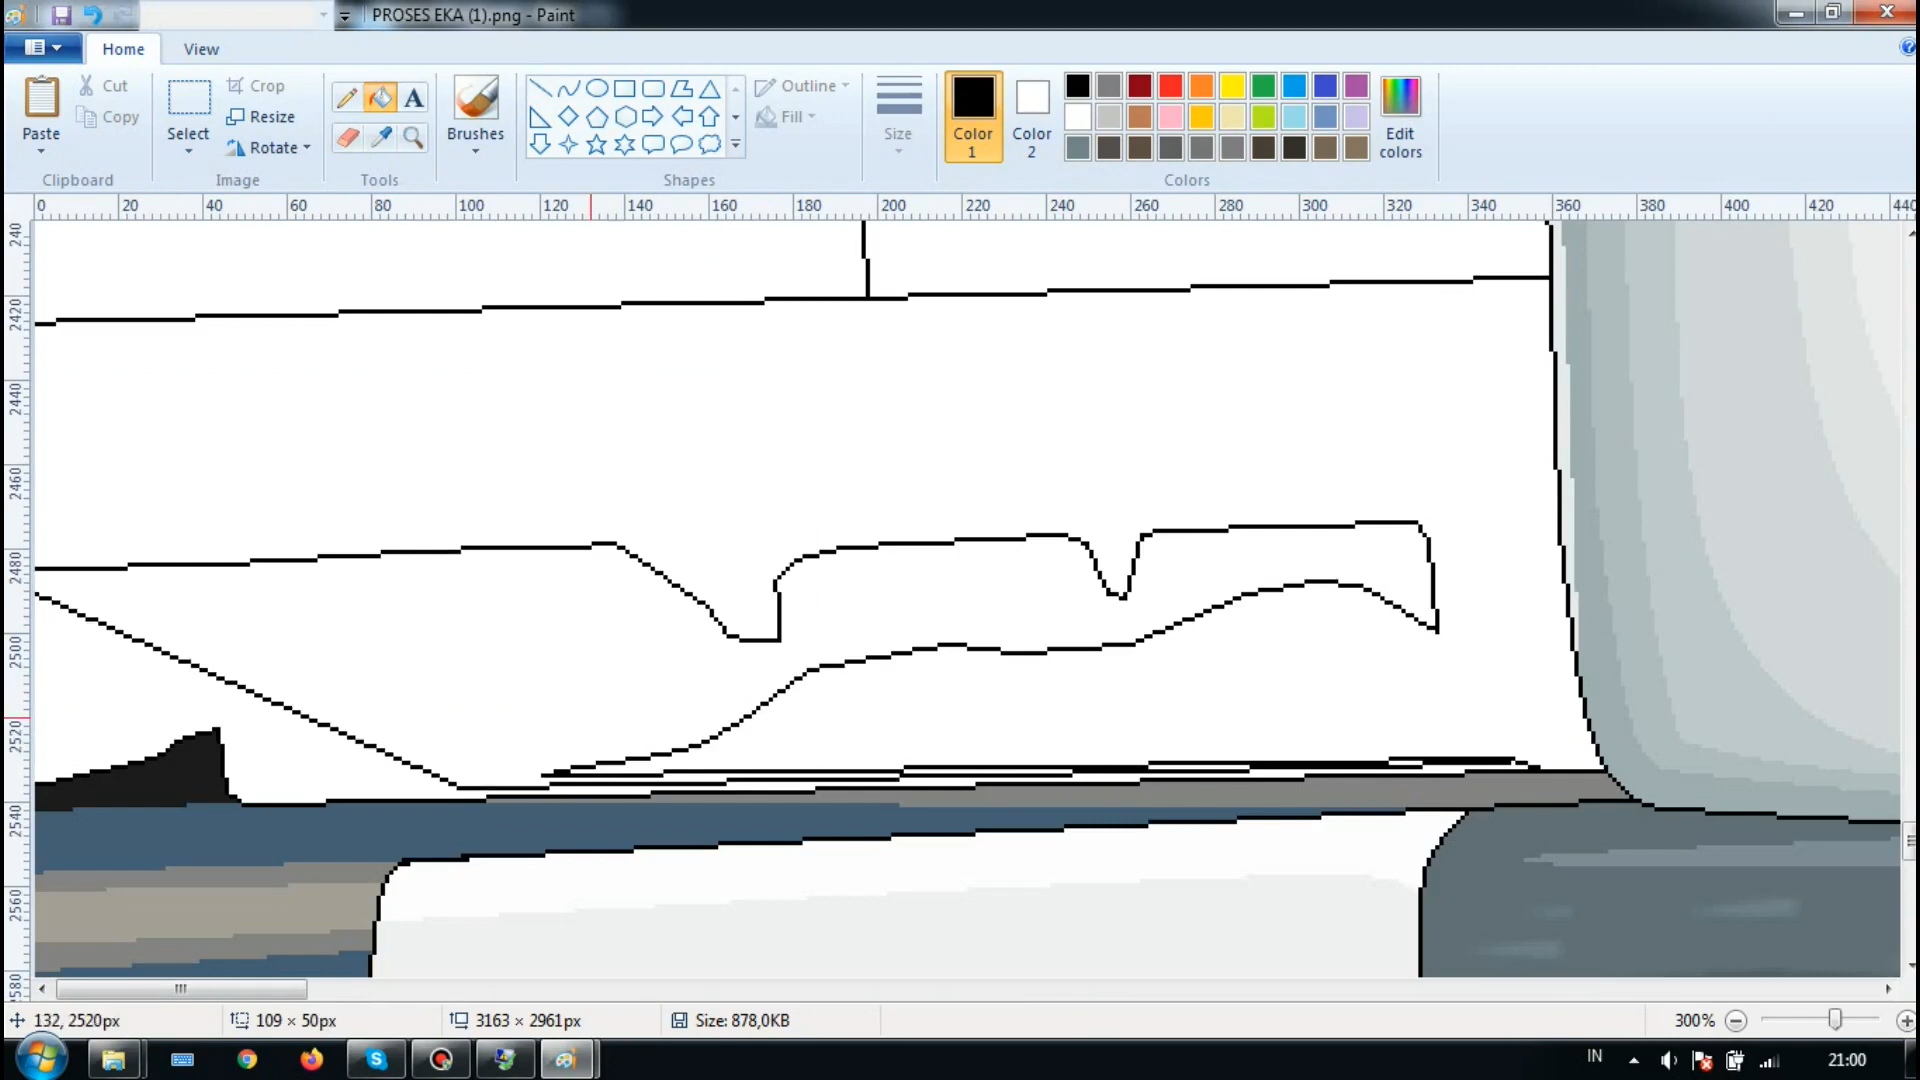 PROSES EKA (1).png - Paint
Home
View
Paste
Cut
Copy
Clipboard
Select
Crop
Resize
Rotate
Image
A
Tools
Brushes
Shapes
Outline
Fill
Size
Color
1
Color
2
Edit
colors
Colors
0 20 40 60 80 100 120 140 160 180 200 220 240 260 280 300 320 340 360 380 400 420 440
240
2420
2440
2460
2480
2500
2520
2540
2560
2580
132, 2520px
109 × 50px
3163 × 2961px
Size: 878,0KB
300%
IN
21:00